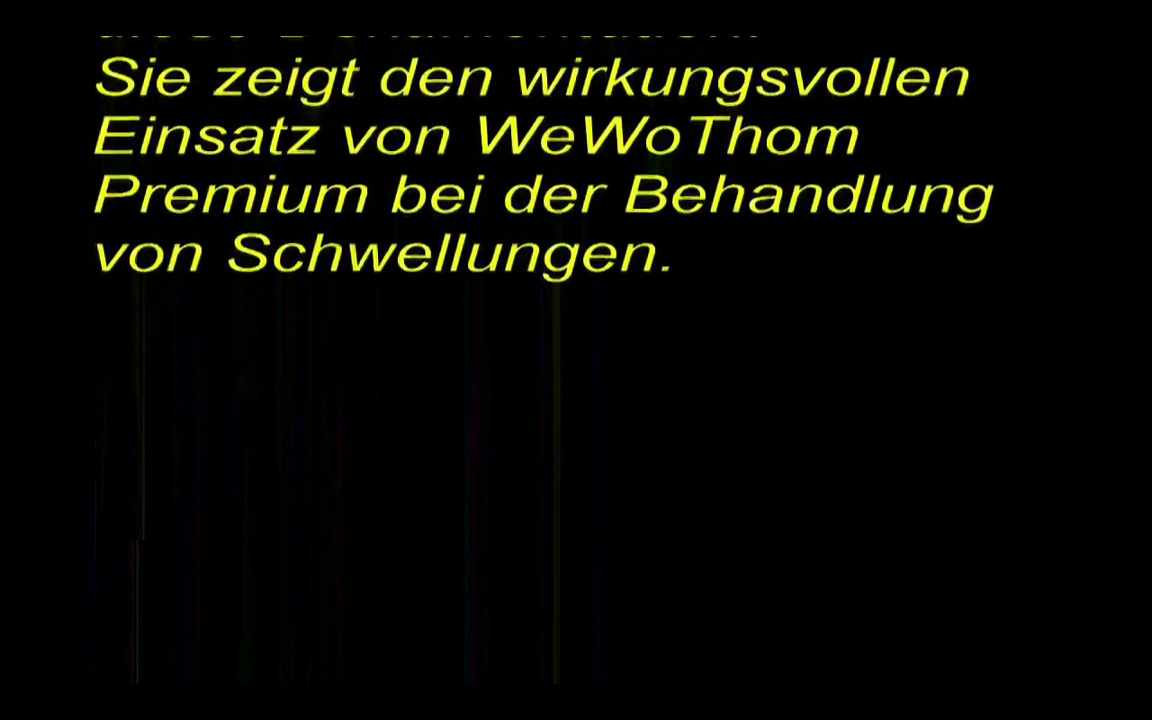 Sie zeigt den wirkungsvollen
Einsatz von WeWoThom
Premium bei der Behandlung
von Schwellungen.